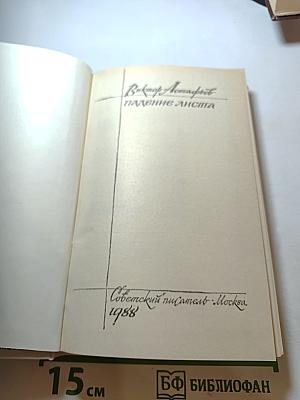 Виктор Астафьев
ПАДЕНИЕ ЛИСТА
Советский писатель Москва
1988
15 см
БФ БИБЛИОФАН